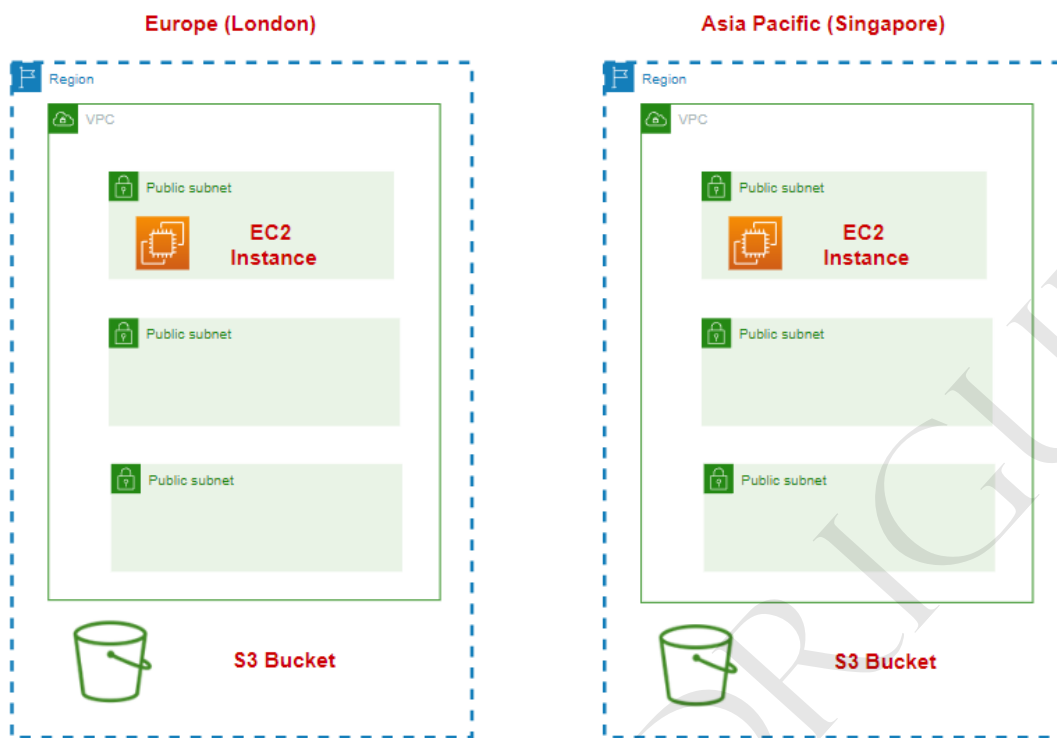 Europe (London)
Region
VPC
Public subnet
EC2
Instance
Public subnet
Public subnet
S3 Bucket
Asia Pacific (Singapore)
Region
VPC
Public subnet
EC2
Instance
Public subnet
Public subnet
S3 Bucket